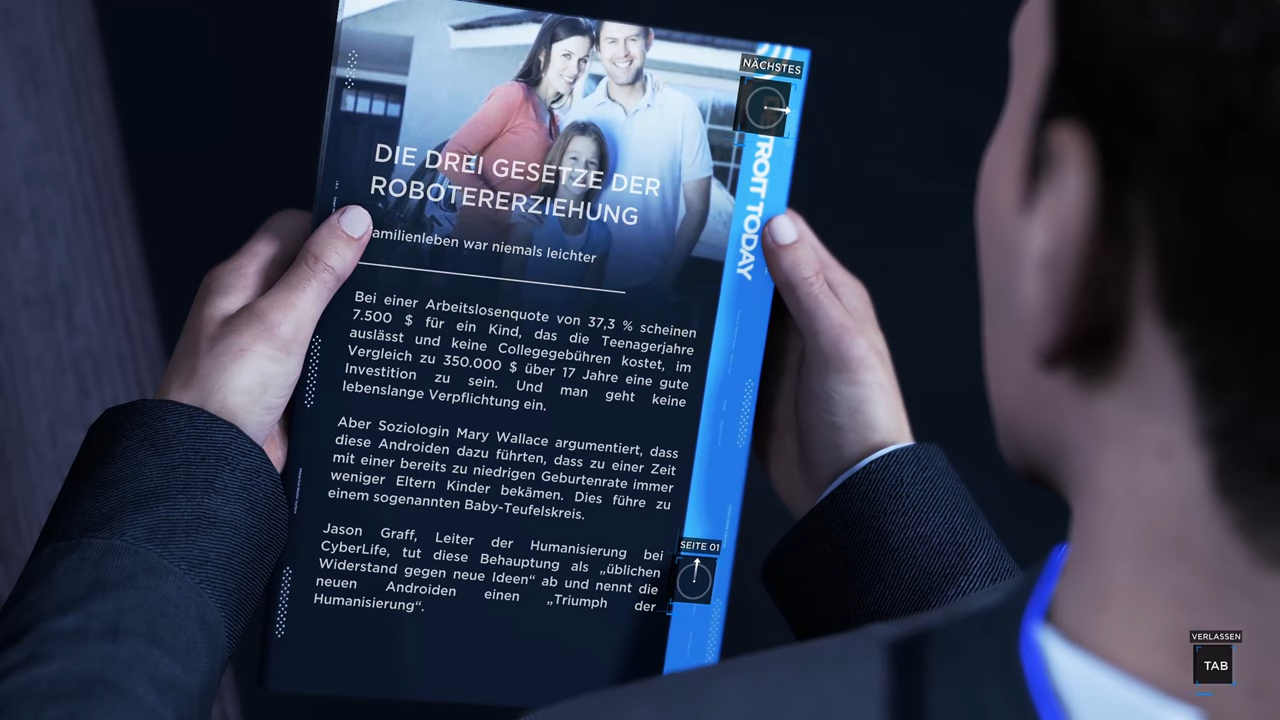 NÄCHSTES
DIE DREI GESETZE DER
ROBOTERERZIEHUNG
amilienleben war niemals leichter
TROIT TODAY
Bei einer Arbeitslosenquote von 37,3 % scheinen
7.500 $ für ein Kind, das die Teenagerjahre
auslässt und keine Collegegebühren kostet, im
Vergleich zu 350.000 $ über 17 Jahre eine gute
Investition zu sein. Und man geht keine
lebenslange Verpflichtung ein.
Aber Soziologin Mary Wallace argumentiert, dass
diese Androiden dazu führten, dass zu einer Zeit
mit einer bereits zu niedrigen Geburtenrate immer
weniger Eltern Kinder bekämen. Dies führe zu
einem sogenannten Baby-Teufelskreis.
Jason Graff, Leiter der Humanisierung bei
CyberLife, tut diese Behauptung als „üblichen
Widerstand gegen neue Ideen“ ab und nennt die
neuen Androiden einen „Triumph der
Humanisierung“.
SEITE 01
VERLASSEN
TAB